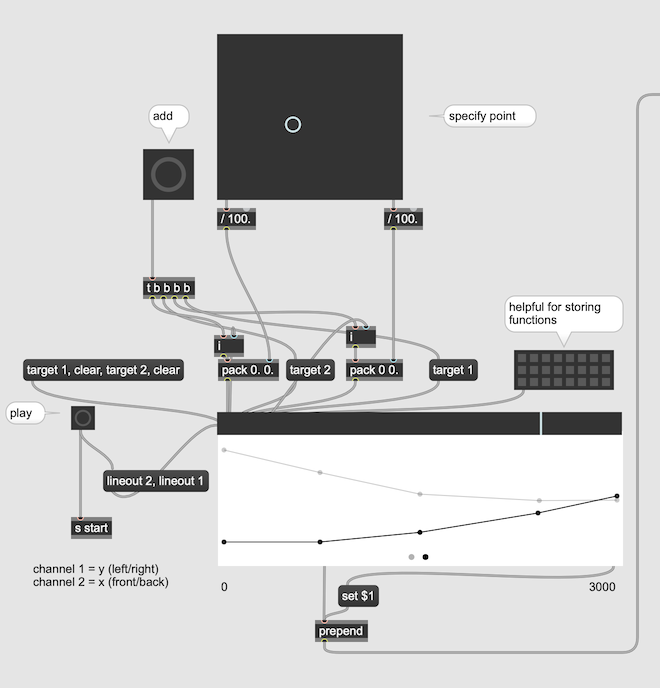 add
specify point
/ 100.
/ 100.
t b b b b
helpful for storing
functions
i
i
target 1, clear, target 2, clear
pack 0. 0.
target 2
pack 0 0.
target 1
play
lineout 2, lineout 1
s start
channel 1 = y (left/right)
channel 2 = x (front/back)
0
3000
set $1
prepend